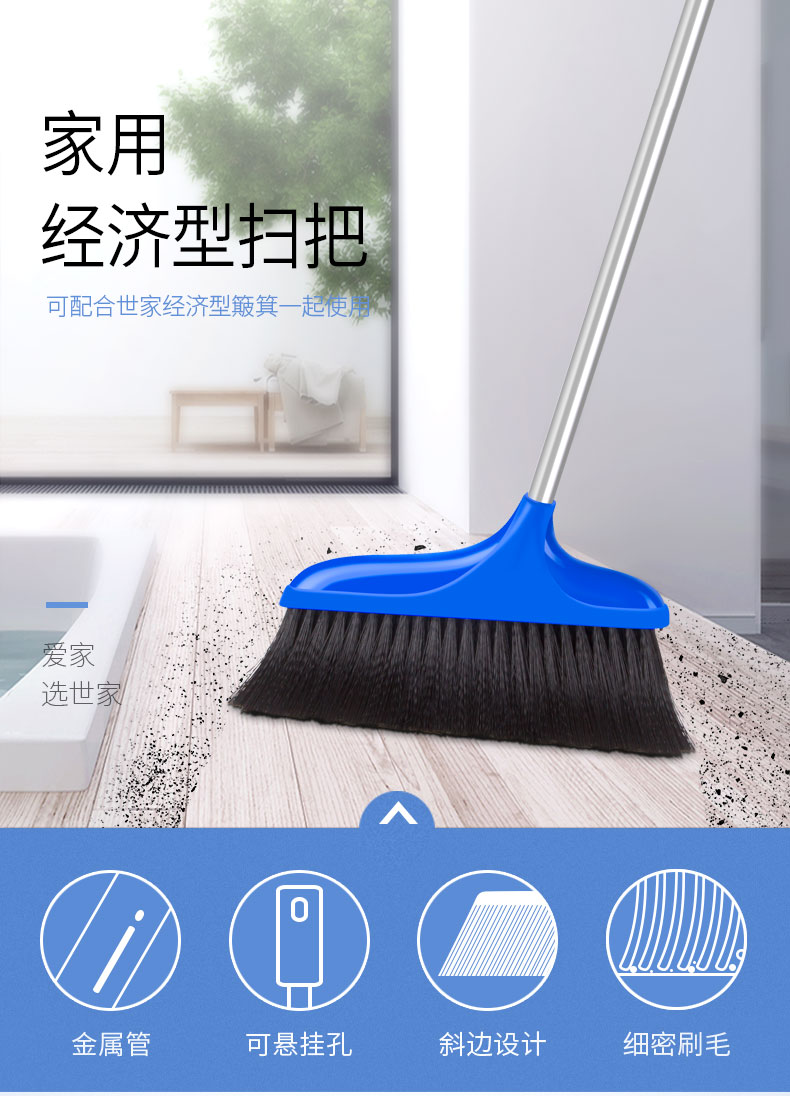 家用
经济型扫把
可配合世家经济型簸箕一起使用
爱家
选世家
金属管
可悬挂孔
斜边设计
细密刷毛